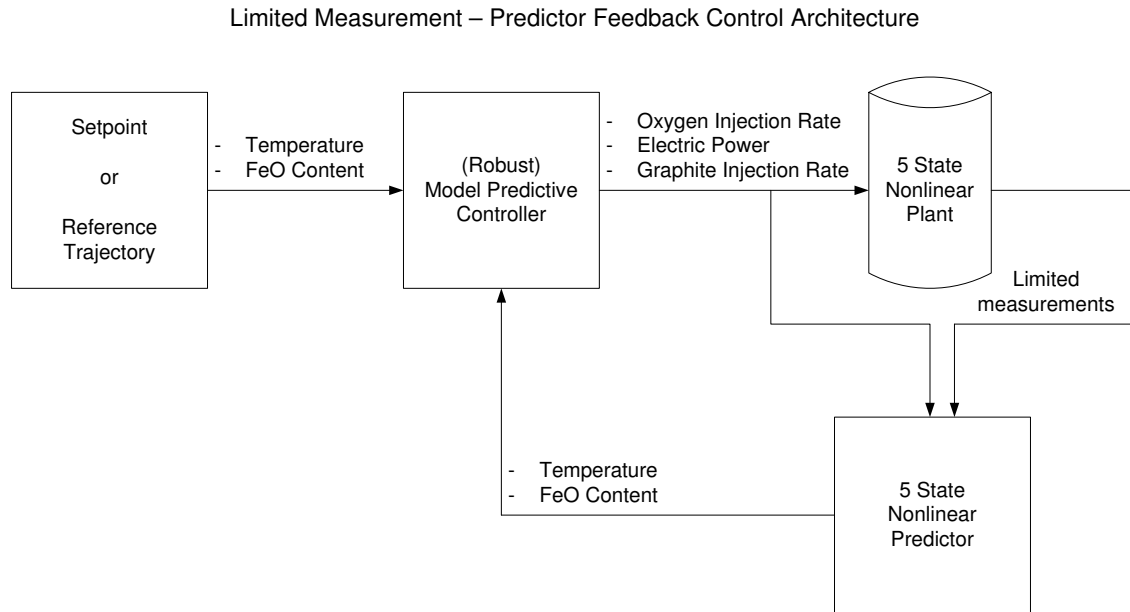 Limited Measurement – Predictor Feedback Control Architecture
Setpoint
or
Reference
Trajectory
- Temperature
- FeO Content
(Robust)
Model Predictive
Controller
- Oxygen Injection Rate
- Electric Power
- Graphite Injection Rate
5 State
Nonlinear
Plant
Limited
measurements
- Temperature
- FeO Content
5 State
Nonlinear
Predictor